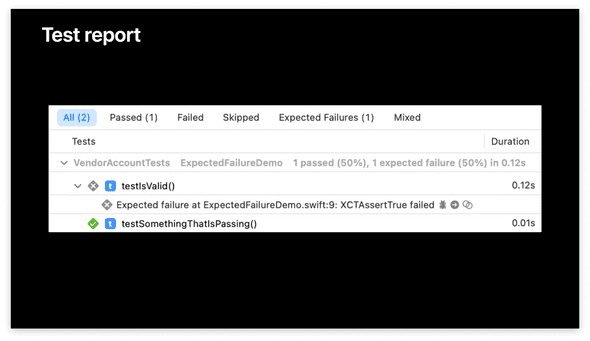 Test report
All (2) Passed (1) Failed Skipped Expected Failures (1) Mixed
Tests Duration
VendorAccountTests ExpectedFailureDemo 1 passed (50%), 1 expected failure (50%) in 0.12s
t testIsValid() 0.12s
Expected failure at ExpectedFailureDemo.swift:9: XCTAssertTrue failed
t testSomethingThatIsPassing() 0.01s